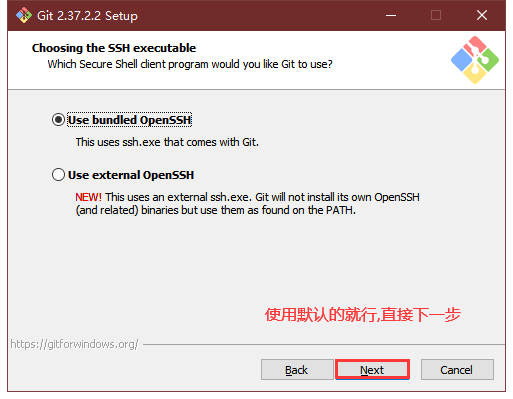 Git 2.37.2.2 Setup
Choosing the SSH executable
Which Secure Shell client program would you like Git to use?
Use bundled OpenSSH
This uses ssh.exe that comes with Git.
Use external OpenSSH
NEW! This uses an external ssh.exe. Git will not install its own OpenSSH
(and related) binaries but use them as found on the PATH.
使用默认的就行,直接下一步
https://gitforwindows.org/
Back Next Cancel